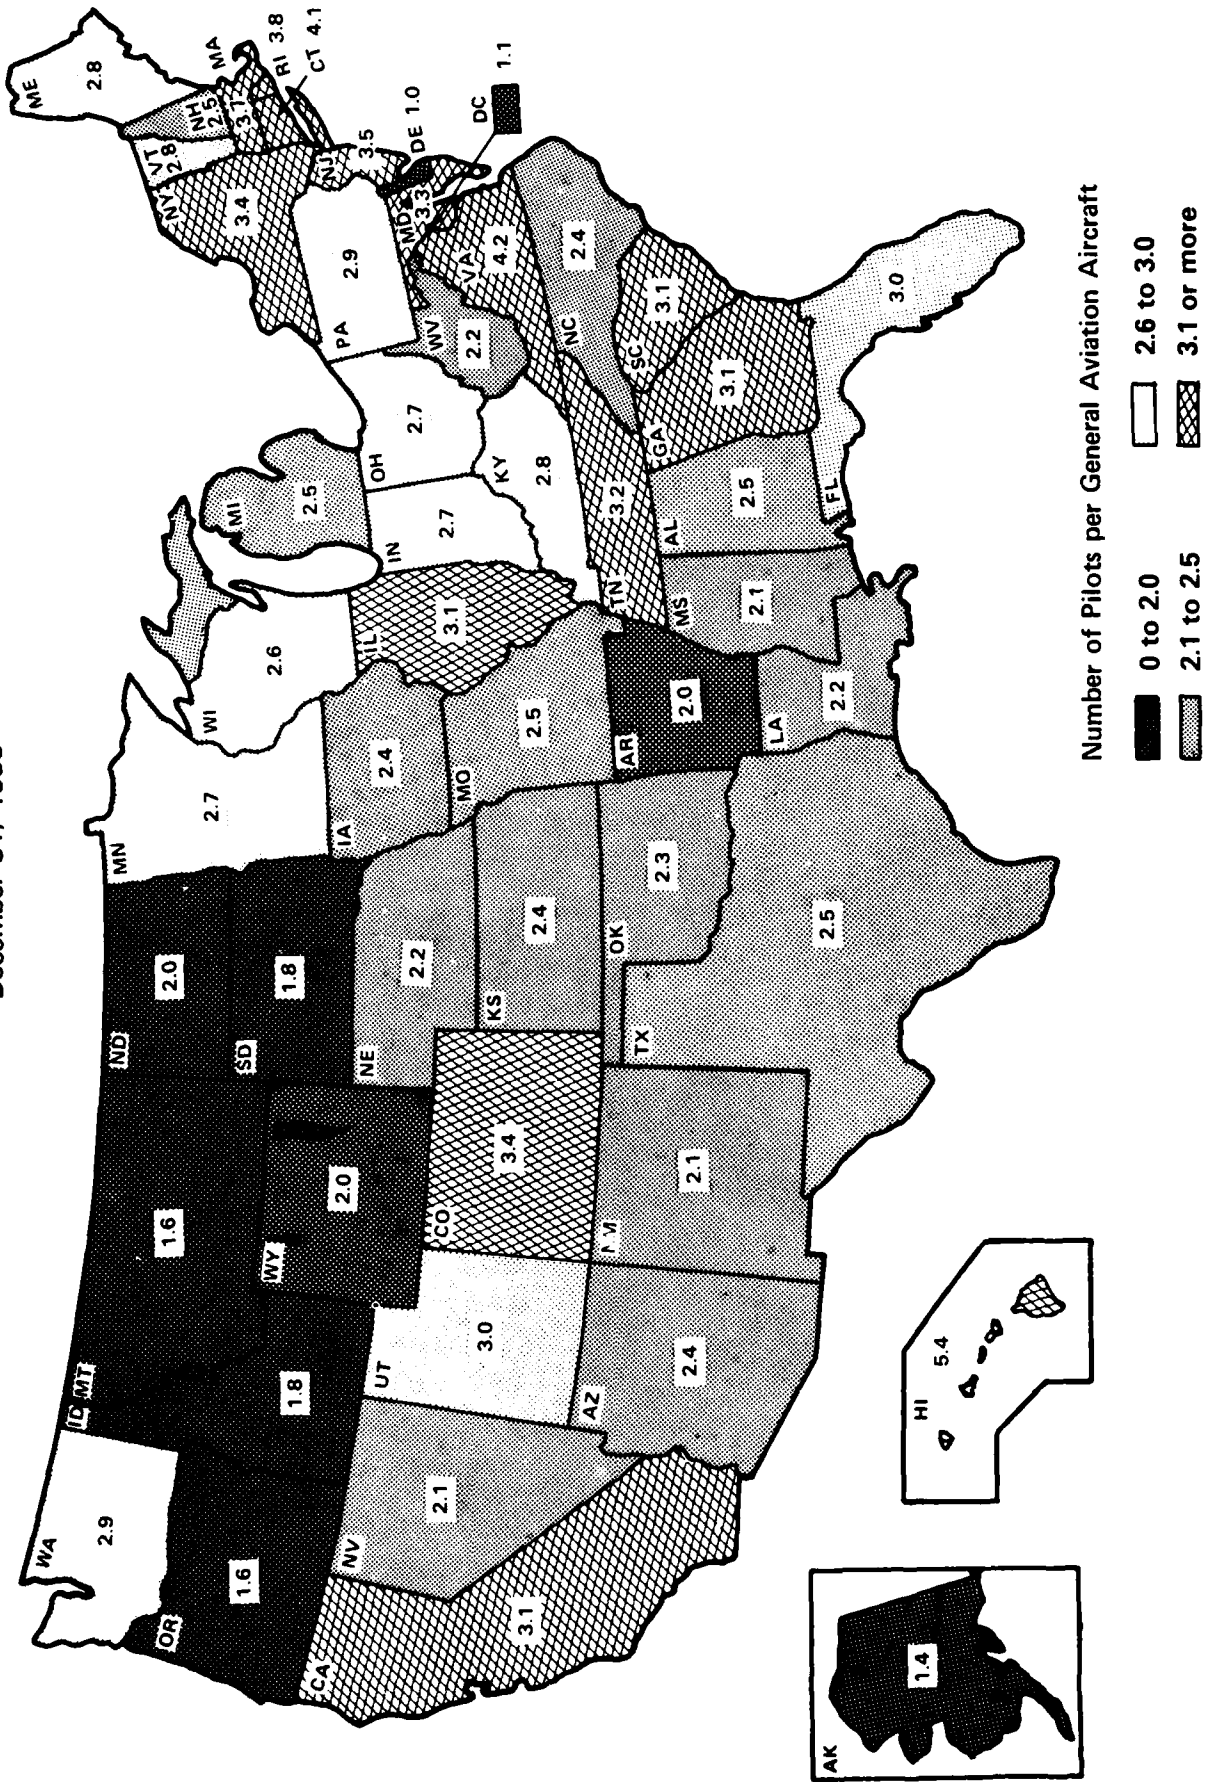 WA
2.9
OR
1.6
CA
3.1
NV
2.1
ID
1.8
MT
1.6
WY
2.0
UT
3.0
AZ
2.4
CO
3.4
NM
2.1
ND
2.0
SD
1.8
NE
2.2
KS
2.4
OK
2.3
TX
2.5
MN
2.7
IA
2.4
MO
2.5
AR
2.0
LA
2.2
WI
2.6
IL
3.1
MI
2.5
IN
2.7
OH
2.7
KY
2.8
TN
3.2
MS
2.1
AL
2.5
GA
3.1
FL
3.0
SC
3.1
NC
2.4
VA
4.2
WV
2.2
PA
2.9
NY
3.4
VT
2.8
NH
2.5
ME
2.8
MA
3.7
RI 3.8
CT 4.1
NJ
3.5
DE 1.0
MD
3.3
DC
1.1
AK
1.4
HI
5.4
Number of Pilots per General Aviation Aircraft
0 to 2.0
2.6 to 3.0
2.1 to 2.5
3.1 or more